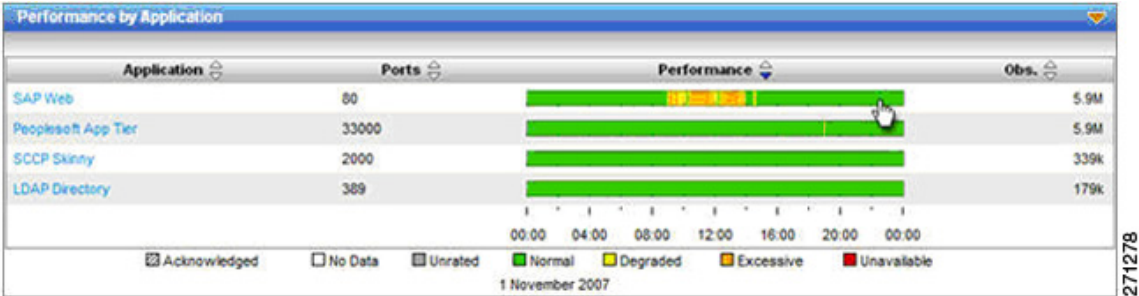 Performance by Application
Application Ports Performance Obs.
SAP Web 80 5.9M
Peoplesoft App Tier 33000 5.9M
SCCP Skinny 2000 339k
LDAP Directory 389 179k
00:00 04:00 08:00 12:00 16:00 20:00 00:00
Acknowledged No Data Unrated Normal Degraded Excessive Unavailable
1 November 2007
271278